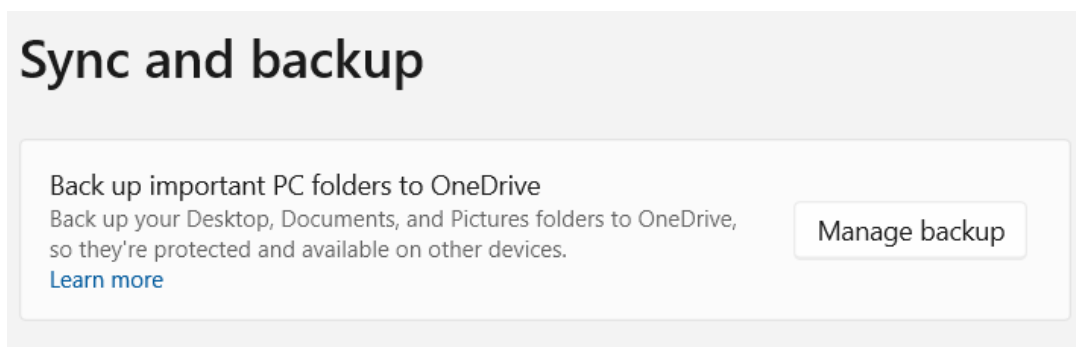 Sync and backup
Back up important PC folders to OneDrive
Back up your Desktop, Documents, and Pictures folders to OneDrive,
so they're protected and available on other devices.
Learn more
Manage backup